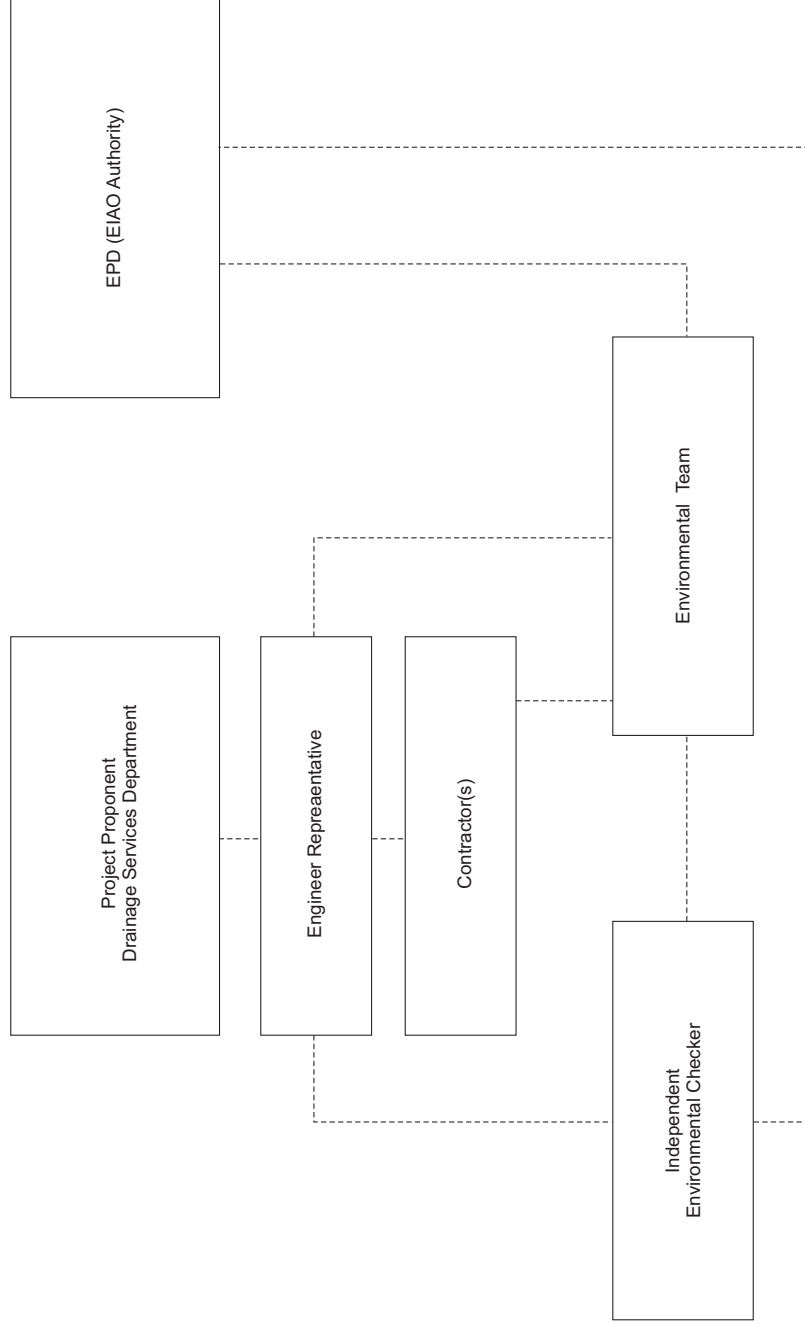 Project Proponent
Drainage Services Department
EPD (EIAO Authority)
Engineer Repreaentative
Contractor(s)
Independent
Environmental Checker
Environmental Team